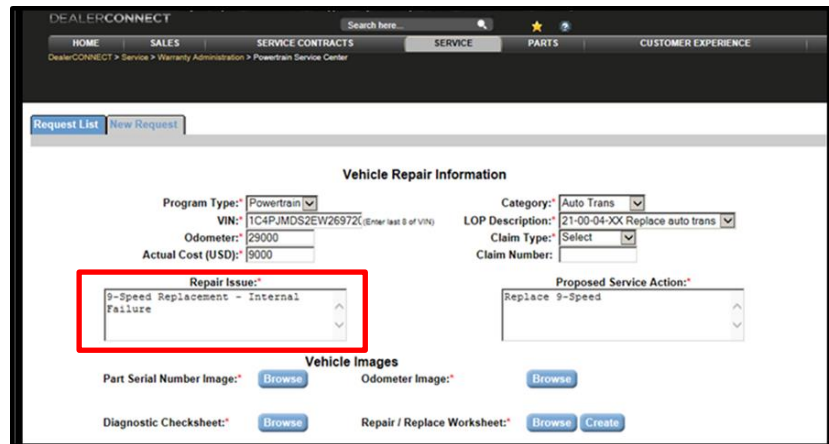 DEALERCONNECT
Search here...
HOME SALES SERVICE CONTRACTS SERVICE PARTS CUSTOMER EXPERIENCE
DealerCONNECT > Service > Warranty Administration > Powertrain Service Center
Request List New Request
Vehicle Repair Information
Program Type:* Powertrain Category:* Auto Trans
VIN:* 1C4PJMDS2EW26972( (Enter last 8 of VIN) LOP Description:* 21-00-04-XX Replace auto trans
Odometer:* 29000 Claim Type:* Select
Actual Cost (USD):* 9000 Claim Number:
Repair Issue:* Proposed Service Action:*
9-Speed Replacement - Internal Replace 9-Speed
Failure
Vehicle Images
Part Serial Number Image:* Browse Odometer Image:* Browse
Diagnostic Checksheet:* Browse Repair / Replace Worksheet:* Browse Create